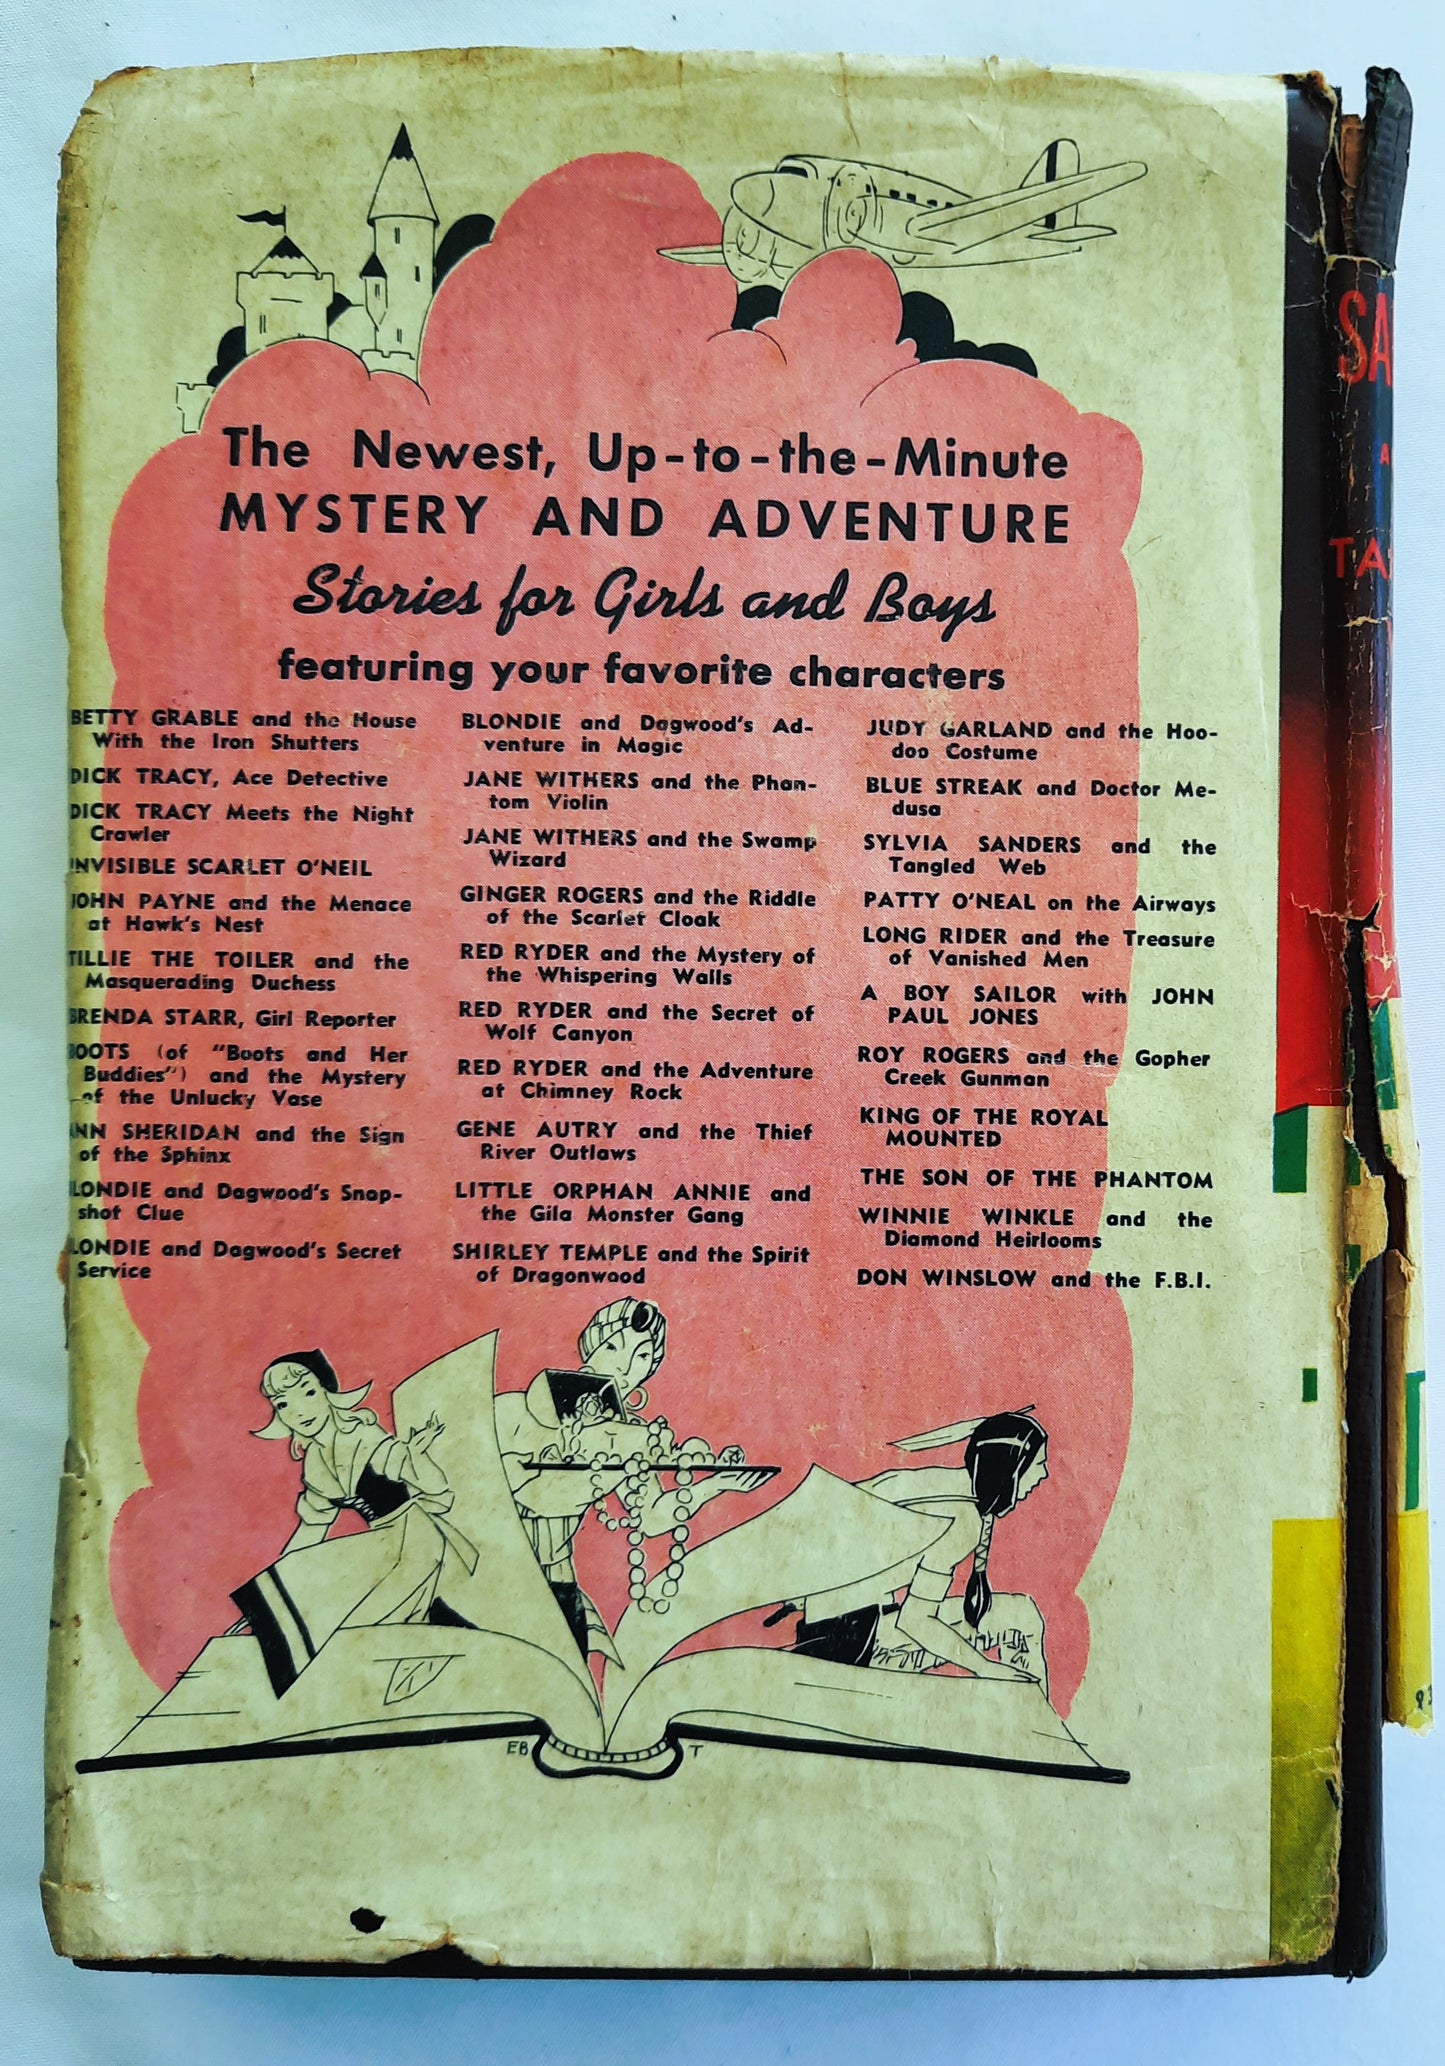 The Newest, Up-to-the-Minute
MYSTERY AND ADVENTURE
Stories for Girls and Boys
featuring your favorite characters
BETTY GRABLE and the House
With the Iron Shutters
DICK TRACY, Ace Detective
DICK TRACY Meets the Night
Crawler
INVISIBLE SCARLET O'NEIL
JOHN PAYNE and the Menace
at Hawk's Nest
TILLIE THE TOILER and the
Masquerading Duchess
BRENDA STARR, Girl Reporter
BOOTS (of "Boots and Her
Buddies") and the Mystery
of the Unlucky Vase
ANN SHERIDAN and the Sign
of the Sphinx
BLONDIE and Dagwood's Snap-
shot Clue
BLONDIE and Dagwood's Secret
Service
BLONDIE and Dagwood's Ad-
venture in Magic
JANE WITHERS and the Phan-
tom Violin
JANE WITHERS and the Swamp
Wizard
GINGER ROGERS and the Riddle
of the Scarlet Cloak
RED RYDER and the Mystery of
the Whispering Walls
RED RYDER and the Secret of
Wolf Canyon
RED RYDER and the Adventure
at Chimney Rock
GENE AUTRY and the Thief
River Outlaws
LITTLE ORPHAN ANNIE and
the Gila Monster Gang
SHIRLEY TEMPLE and the Spirit
of Dragonwood
JUDY GARLAND and the Hoo-
doo Costume
BLUE STREAK and Doctor Me-
dusa
SYLVIA SANDERS and the
Tangled Web
PATTY O'NEAL on the Airways
LONG RIDER and the Treasure
of Vanished Men
A BOY SAILOR with JOHN
PAUL JONES
ROY ROGERS and the Gopher
Creek Gunman
KING OF THE ROYAL
MOUNTED
THE SON OF THE PHANTOM
WINNIE WINKLE and the
Diamond Heirlooms
DON WINSLOW and the F.B.I.
EB T
SA
A
TA